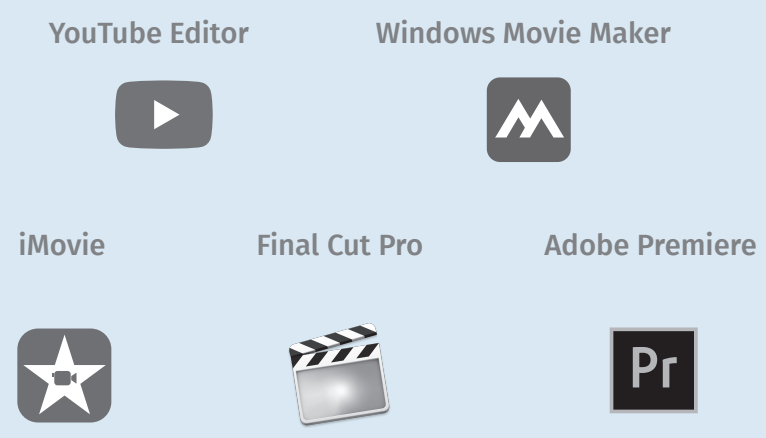 YouTube Editor
Windows Movie Maker
iMovie
Final Cut Pro
Adobe Premiere
Pr